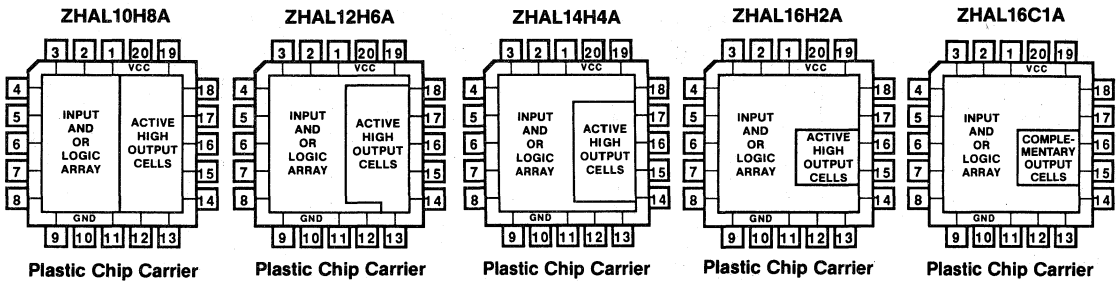 ZHAL10H8A
3 2 1 20 19
VCC
4 18
5 17
6 16
7 15
8 14
INPUT
AND
OR
LOGIC
ARRAY
ACTIVE
HIGH
OUTPUT
CELLS
GND
9 10 11 12 13
Plastic Chip Carrier
ZHAL12H6A
3 2 1 20 19
VCC
4 18
5 17
6 16
7 15
8 14
INPUT
AND
OR
LOGIC
ARRAY
ACTIVE
HIGH
OUTPUT
CELLS
GND
9 10 11 12 13
Plastic Chip Carrier
ZHAL14H4A
3 2 1 20 19
VCC
4 18
5 17
6 16
7 15
8 14
INPUT
AND
OR
LOGIC
ARRAY
ACTIVE
HIGH
OUTPUT
CELLS
GND
9 10 11 12 13
Plastic Chip Carrier
ZHAL16H2A
3 2 1 20 19
VCC
4 18
5 17
6 16
7 15
8 14
INPUT
AND
OR
LOGIC
ARRAY
ACTIVE
HIGH
OUTPUT
CELLS
GND
9 10 11 12 13
Plastic Chip Carrier
ZHAL16C1A
3 2 1 20 19
VCC
4 18
5 17
6 16
7 15
8 14
INPUT
AND
OR
LOGIC
ARRAY
COMPLE-
MENTARY
OUTPUT
CELLS
GND
9 10 11 12 13
Plastic Chip Carrier